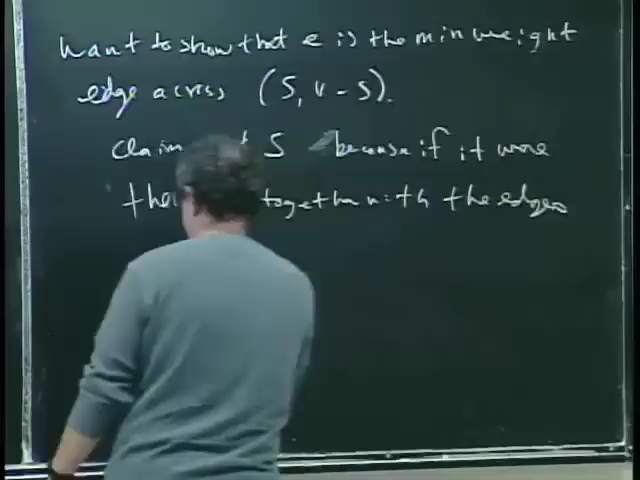 want to show that e is the min weight
edge across (S, V - S).
claim S because if it were
then together with the edges